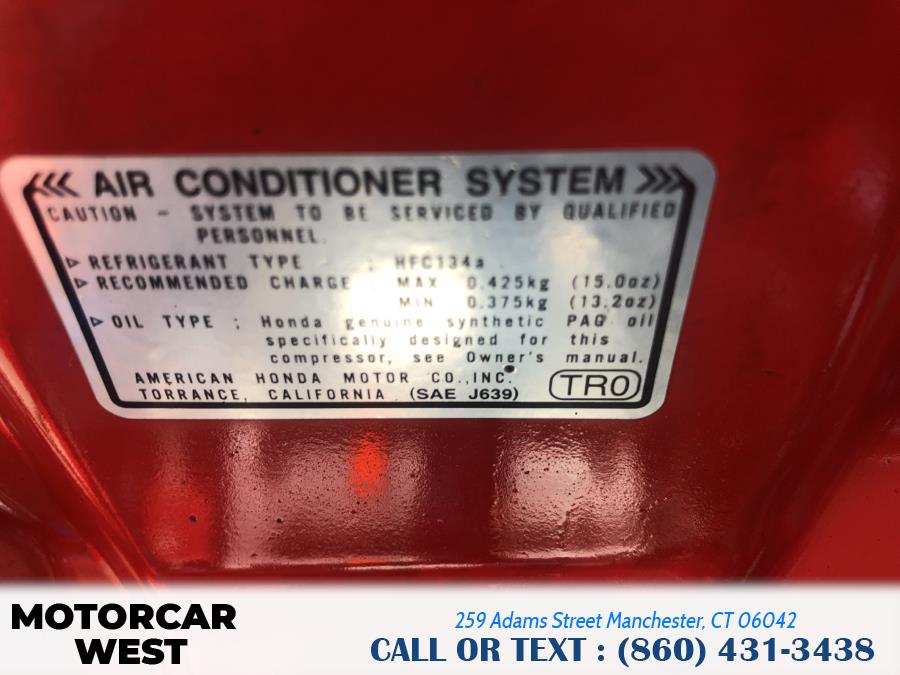 AIR CONDITIONER SYSTEM
CAUTION - SYSTEM TO BE SERVICED BY QUALIFIED
PERSONNEL.
REFRIGERANT TYPE : HFC134a
RECOMMENDED CHARGE : MAX 0.425kg (15.0oz)
MIN 0.375kg (13.2oz)
OIL TYPE : Honda genuine synthetic PAG oil
specifically designed for this
compressor, see Owner's manual.
AMERICAN HONDA MOTOR CO.,INC.
TORRANCE, CALIFORNIA (SAE J639)
TR0
MOTORCAR
WEST
259 Adams Street Manchester, CT 06042
CALL OR TEXT : (860) 431-3438